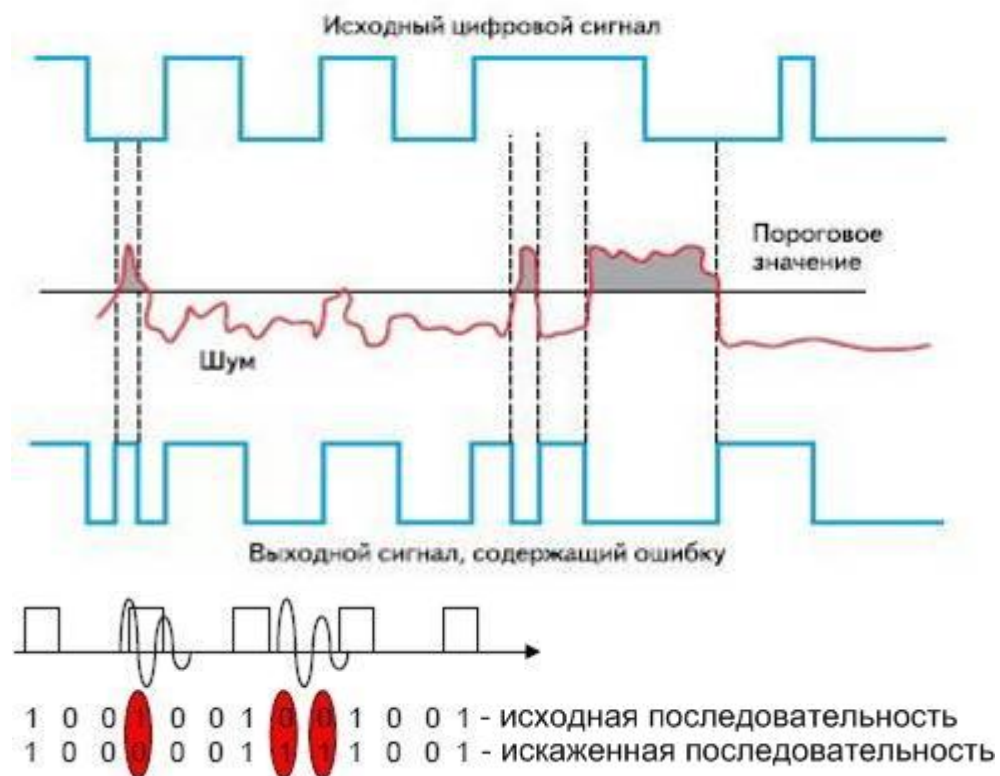 Исходный цифровой сигнал
Пороговое
значение
Шум
Выходной сигнал, содержащий ошибку
1 0 0 1 0 0 1 0 0 1 0 0 1 - исходная последовательность
1 0 0 0 0 0 1 1 1 1 0 0 1 - искаженная последовательность